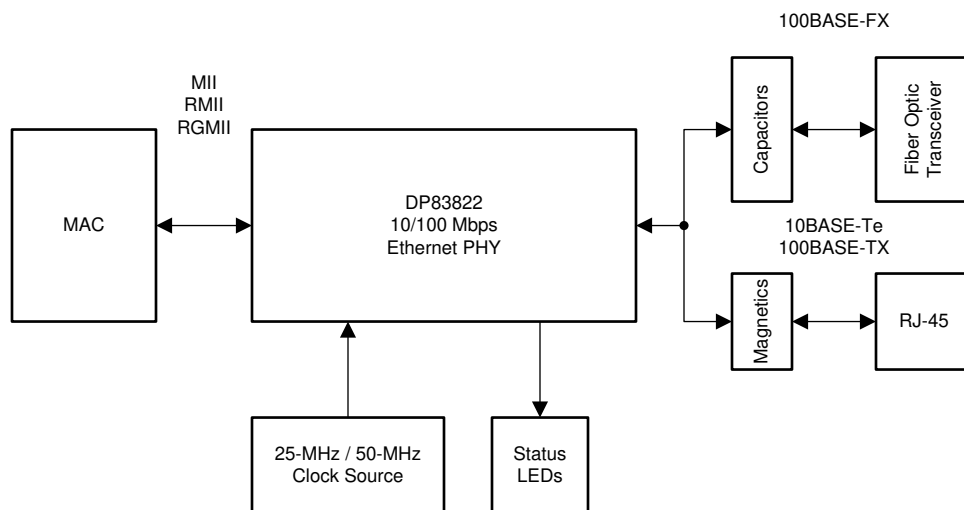 100BASE-FX
MII
RMII
RGMII
Capacitors
Fiber Optic
Transceiver
MAC
DP83822
10/100 Mbps
Ethernet PHY
10BASE-Te
100BASE-TX
Magnetics
RJ-45
25-MHz / 50-MHz
Clock Source
Status
LEDs